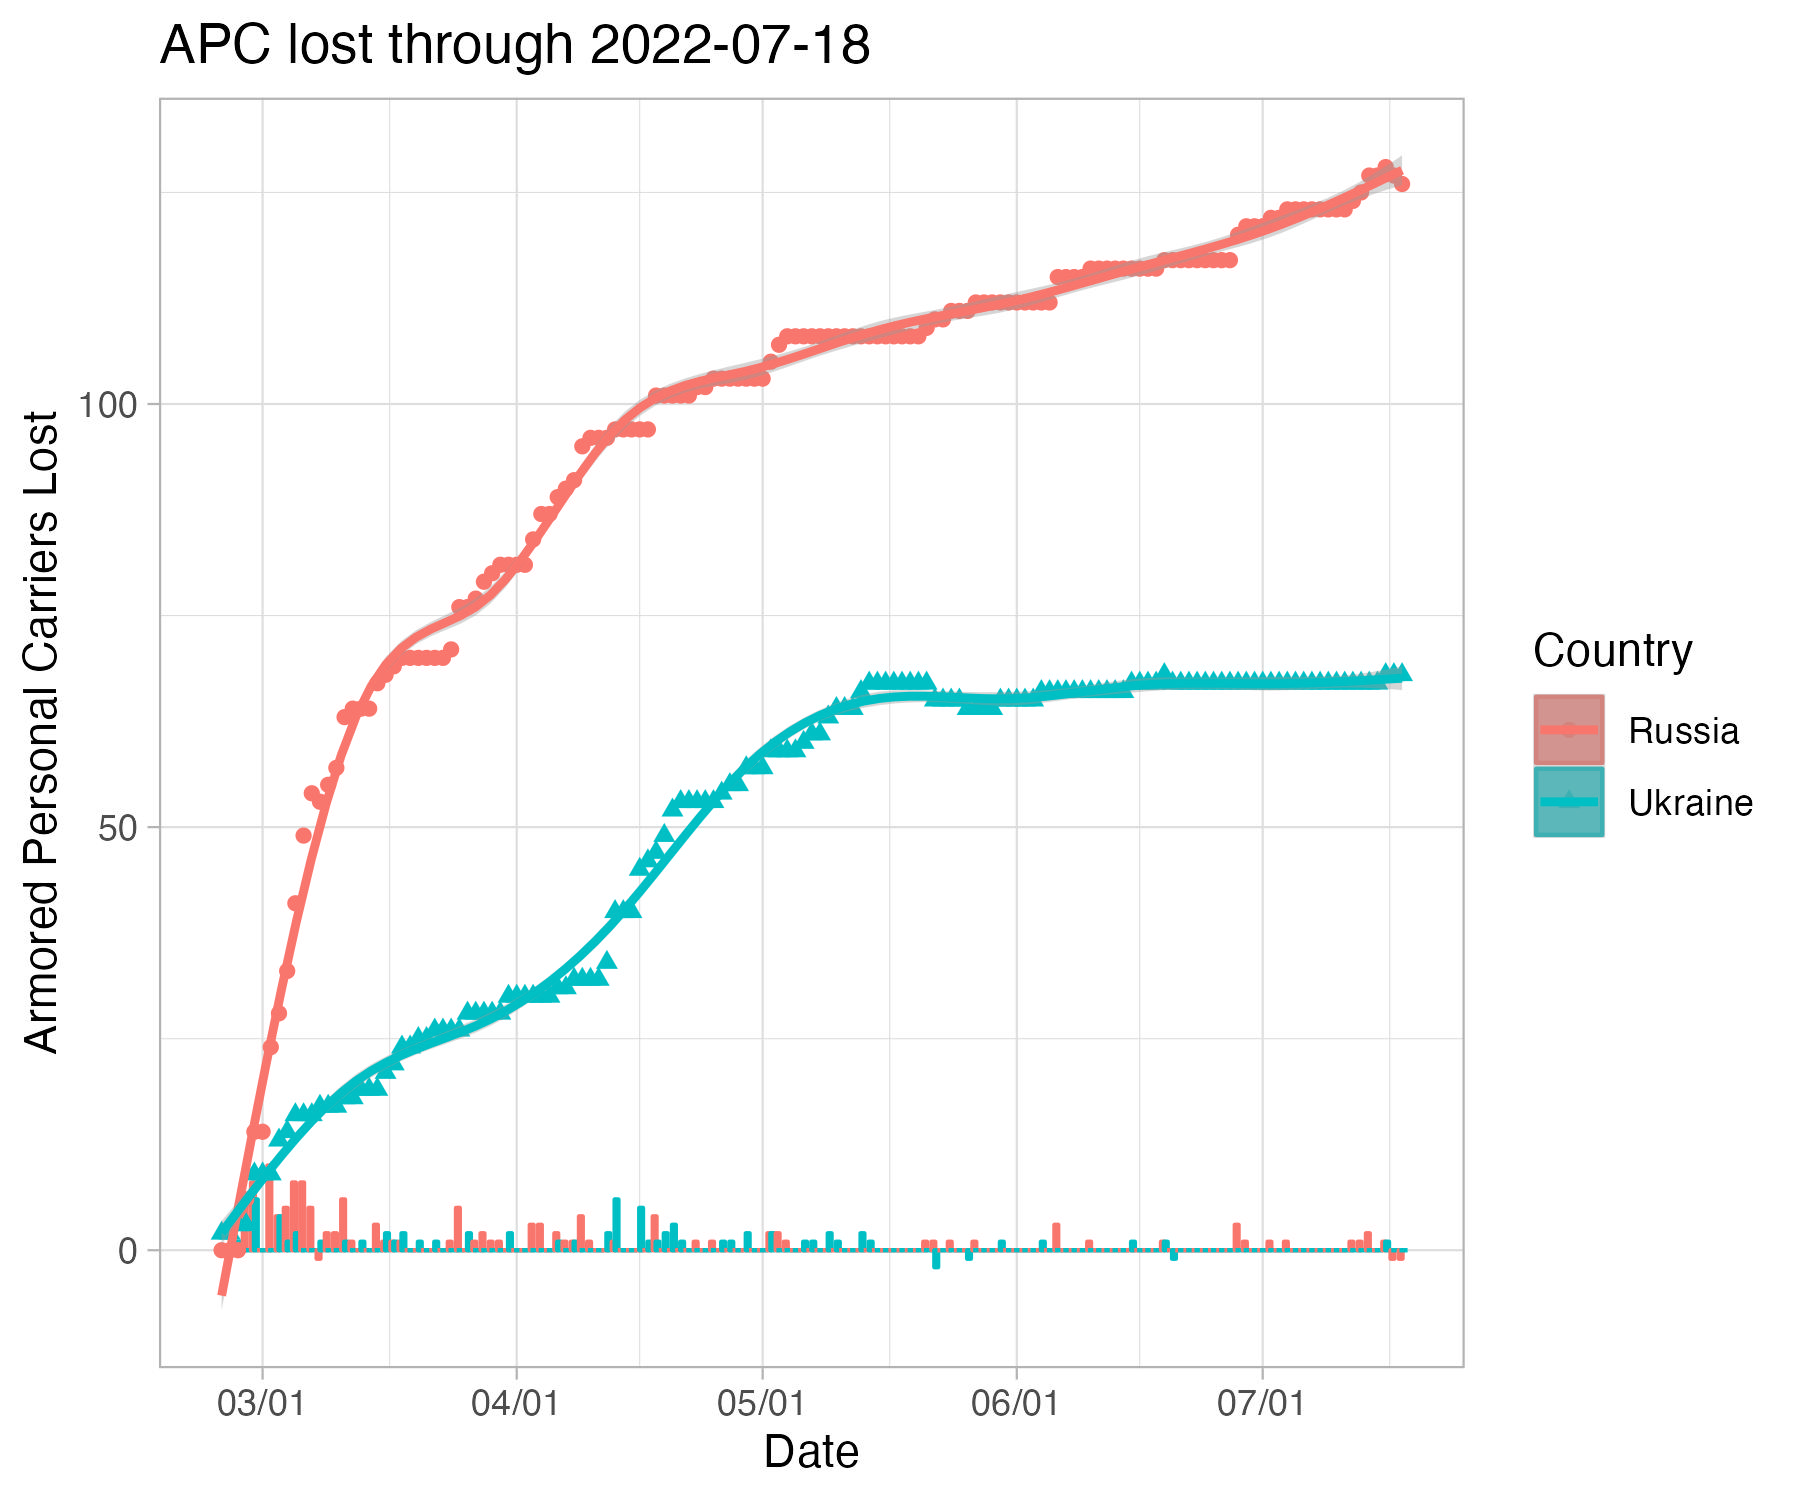 APC lost through 2022-07-18
Armored Personal Carriers Lost
100
50
0
03/01
04/01
05/01
06/01
07/01
Date
Country
Russia
Ukraine